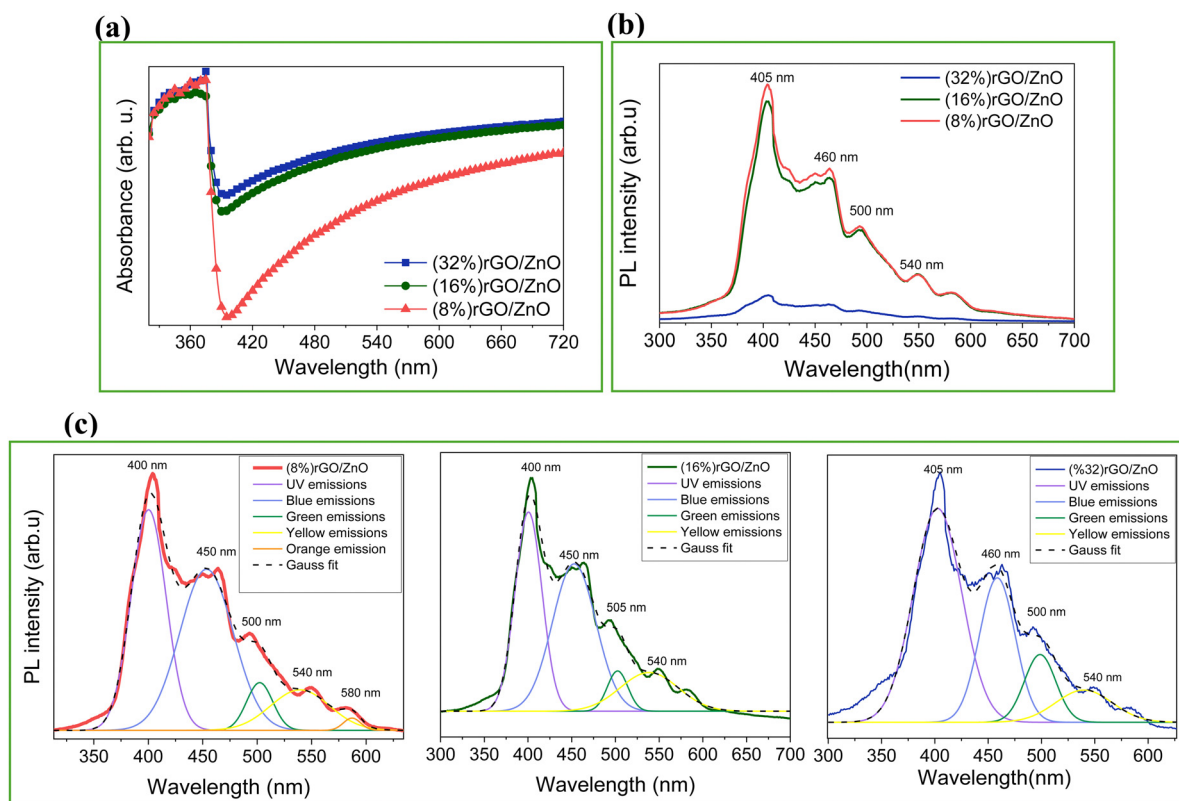 (a)
Absorbance (arb. u.)
(32%)rGO/ZnO
(16%)rGO/ZnO
(8%)rGO/ZnO
360 420 480 540 600 660 720
Wavelength (nm)
(b)
PL intensity (arb.u)
405 nm
460 nm
500 nm
540 nm
(32%)rGO/ZnO
(16%)rGO/ZnO
(8%)rGO/ZnO
300 350 400 450 500 550 600 650 700
Wavelength(nm)
(c)
PL intensity (arb.u)
400 nm
450 nm
500 nm
540 nm
580 nm
(8%)rGO/ZnO
UV emissions
Blue emissions
Green emissions
Yellow emissions
Orange emission
Gauss fit
350 400 450 500 550 600
Wavelength (nm)
400 nm
450 nm
505 nm
540 nm
(16%)rGO/ZnO
UV emissions
Blue emissions
Green emissions
Yellow emissions
Gauss fit
300 350 400 450 500 550 600 650 700
Wavelength (nm)
405 nm
460 nm
500 nm
540 nm
(%32)rGO/ZnO
UV emissions
Blue emissions
Green emissions
Yellow emissions
Gauss fit
300 350 400 450 500 550 600
Wavelength(nm)